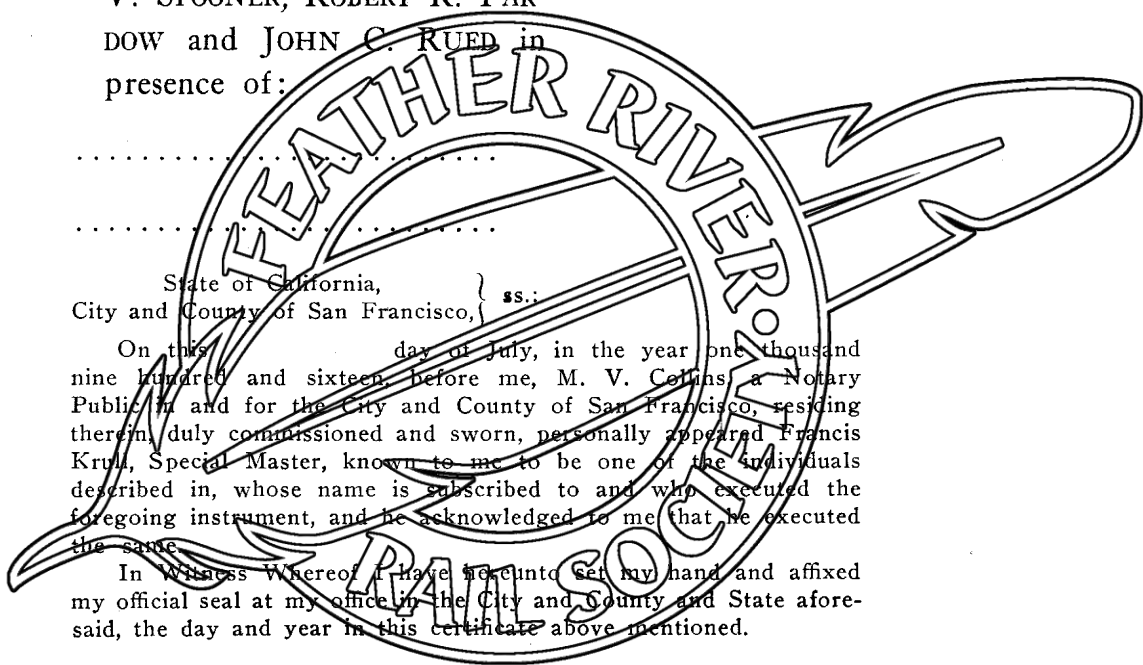 V. SPOONER, ROBERT R. PAR-
DOW and JOHN C. RUED in
presence of:
State of California,
City and County of San Francisco, } ss.:
On this day of July, in the year one thousand
nine hundred and sixteen, before me, M. V. Collins, a Notary
Public in and for the City and County of San Francisco, residing
therein, duly commissioned and sworn, personally appeared Francis
Krull, Special Master, known to me to be one of the individuals
described in, whose name is subscribed to and who executed the
foregoing instrument, and he acknowledged to me that he executed
the same.
In Witness Whereof I have hereunto set my hand and affixed
my official seal at my office in the City and County and State afore-
said, the day and year in this certificate above mentioned.
FEATHER RIVER
RAIL SOCIETY